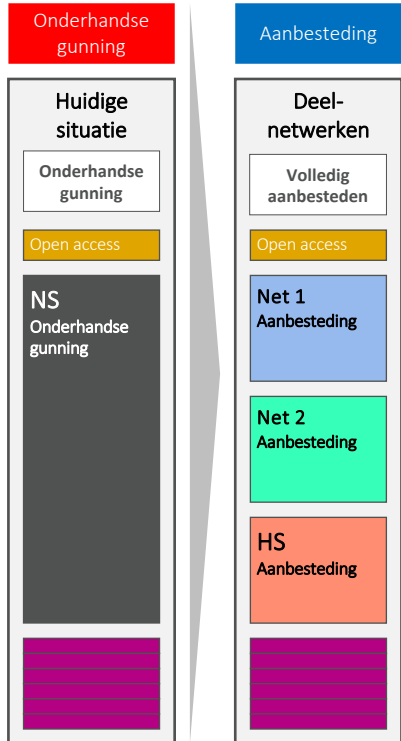 Onderhandse
gunning
Huidige
situatie
Onderhandse
gunning
Open access
NS
Onderhandse
gunning
Aanbesteding
Deel-
netwerken
Volledig
aanbesteden
Open access
Net 1
Aanbesteding
Net 2
Aanbesteding
HS
Aanbesteding